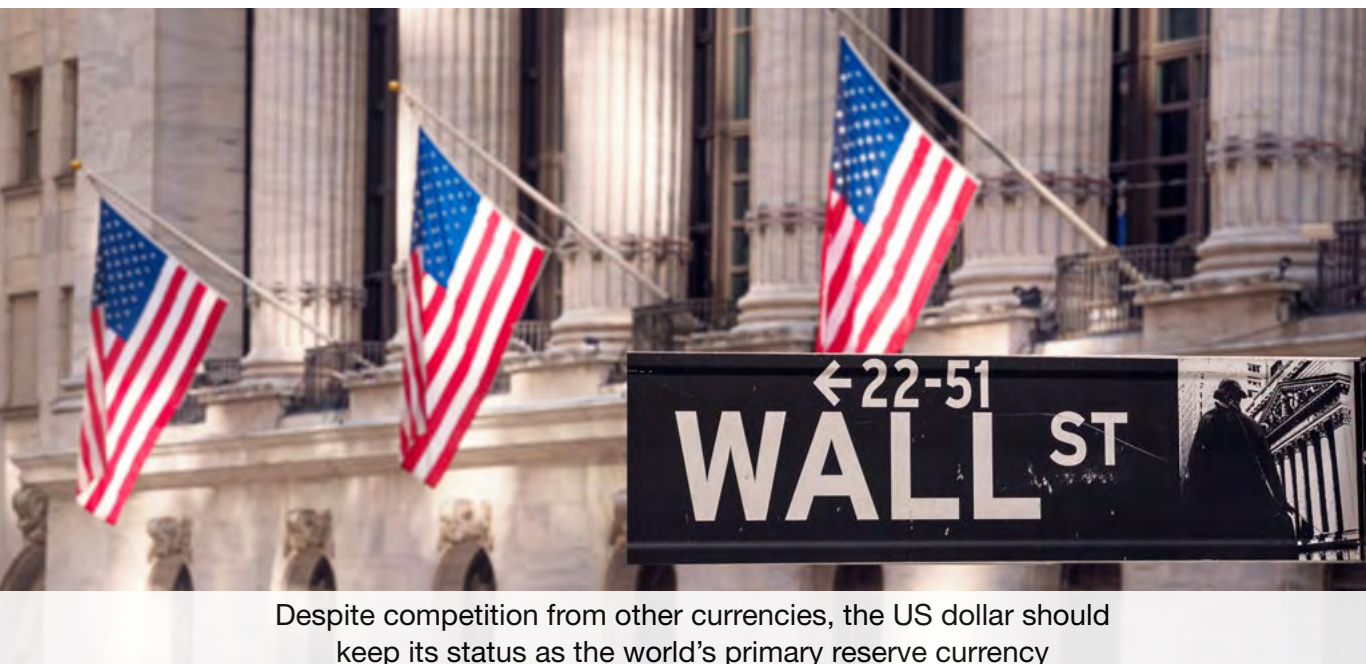 ←22-51
WALL ST
Despite competition from other currencies, the US dollar should
keep its status as the world's primary reserve currency